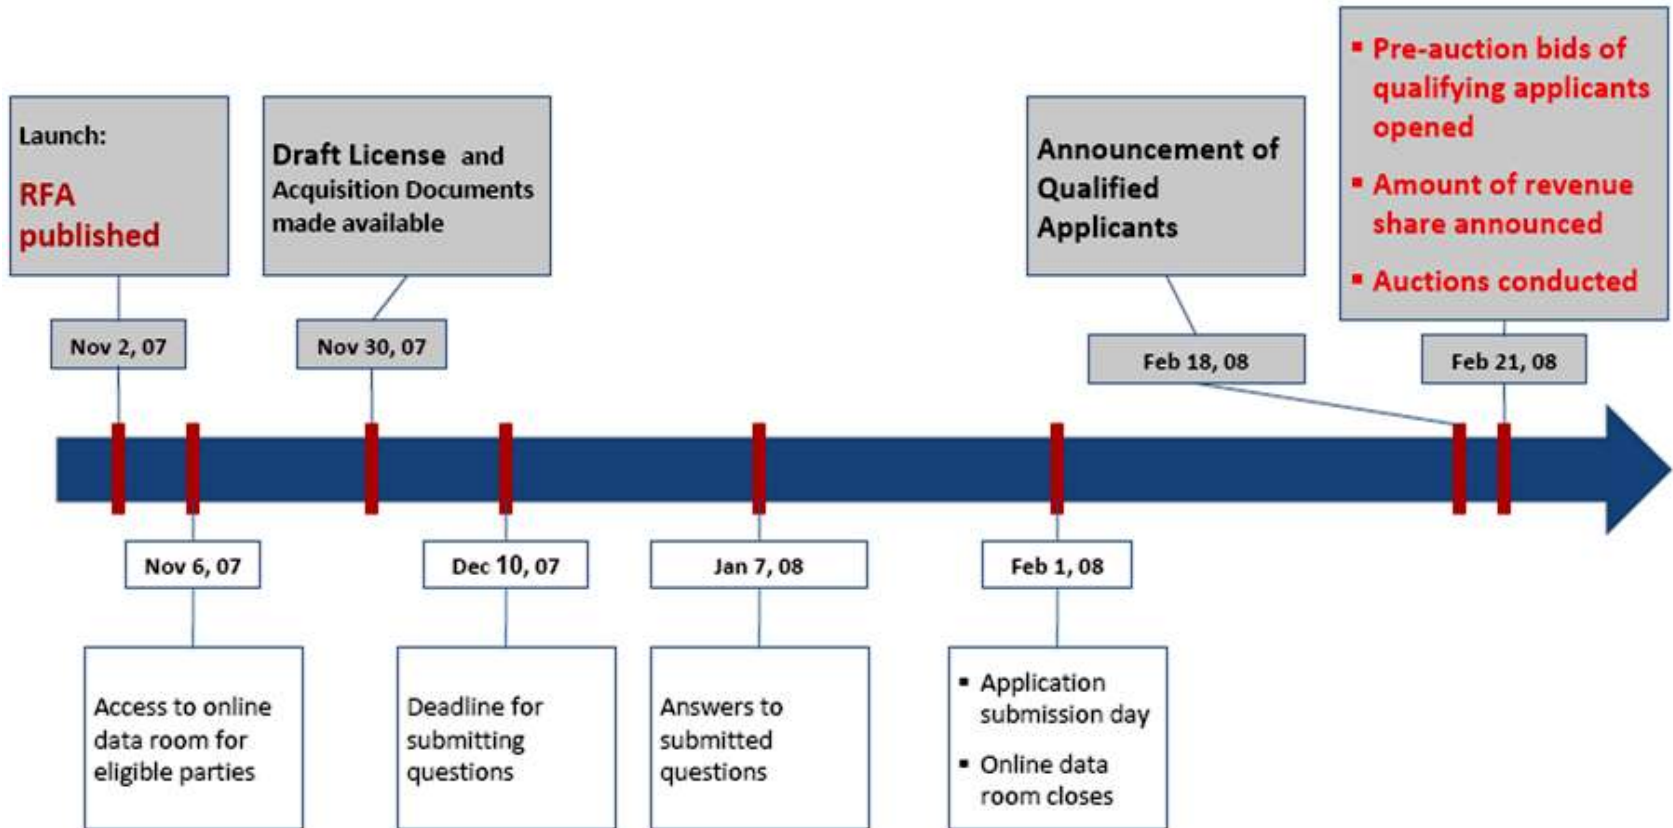 Launch:
RFA
published
Nov 2, 07
Draft License and
Acquisition Documents
made available
Nov 30, 07
Announcement of
Qualified
Applicants
Feb 18, 08
▪ Pre-auction bids of
qualifying applicants
opened
▪ Amount of revenue
share announced
▪ Auctions conducted
Feb 21, 08
Nov 6, 07
Access to online
data room for
eligible parties
Dec 10, 07
Deadline for
submitting
questions
Jan 7, 08
Answers to
submitted
questions
Feb 1, 08
▪ Application
submission day
▪ Online data
room closes